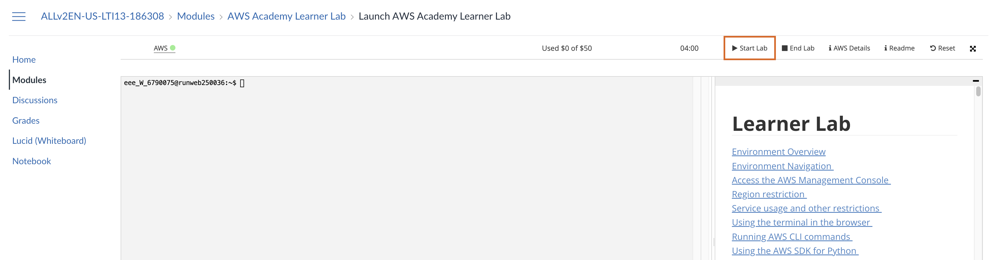 ALLv2EN-US-LTI13-186308 > Modules > AWS Academy Learner Lab > Launch AWS Academy Learner Lab
AWS Used $0 of $50 04:00 Start Lab End Lab AWS Details Readme Reset
Home
Modules
Discussions
Grades
Lucid (Whiteboard)
Notebook
eee_W_6790075@runweb250036:~$
Learner Lab
Environment Overview
Environment Navigation
Access the AWS Management Console
Region restriction
Service usage and other restrictions
Using the terminal in the browser
Running AWS CLI commands
Using the AWS SDK for Python